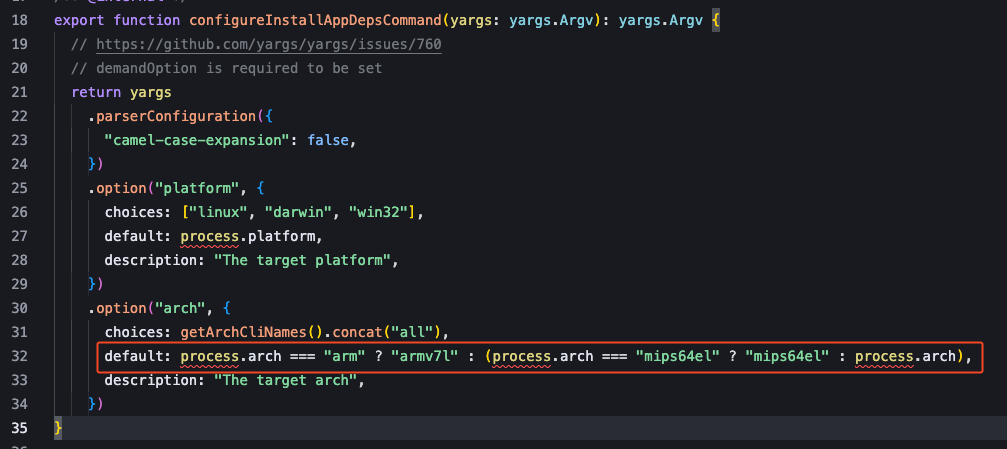 18 export function configureInstallAppDepsCommand(yargs: yargs.Argv): yargs.Argv {
19   // https://github.com/yargs/yargs/issues/760
20   // demandOption is required to be set
21   return yargs
22     .parserConfiguration({
23       "camel-case-expansion": false,
24     })
25     .option("platform", {
26       choices: ["linux", "darwin", "win32"],
27       default: process.platform,
28       description: "The target platform",
29     })
30     .option("arch", {
31       choices: getArchCliNames().concat("all"),
32       default: process.arch === "arm" ? "armv7l" : (process.arch === "mips64el" ? "mips64el" : process.arch),
33       description: "The target arch",
34     })
35 }